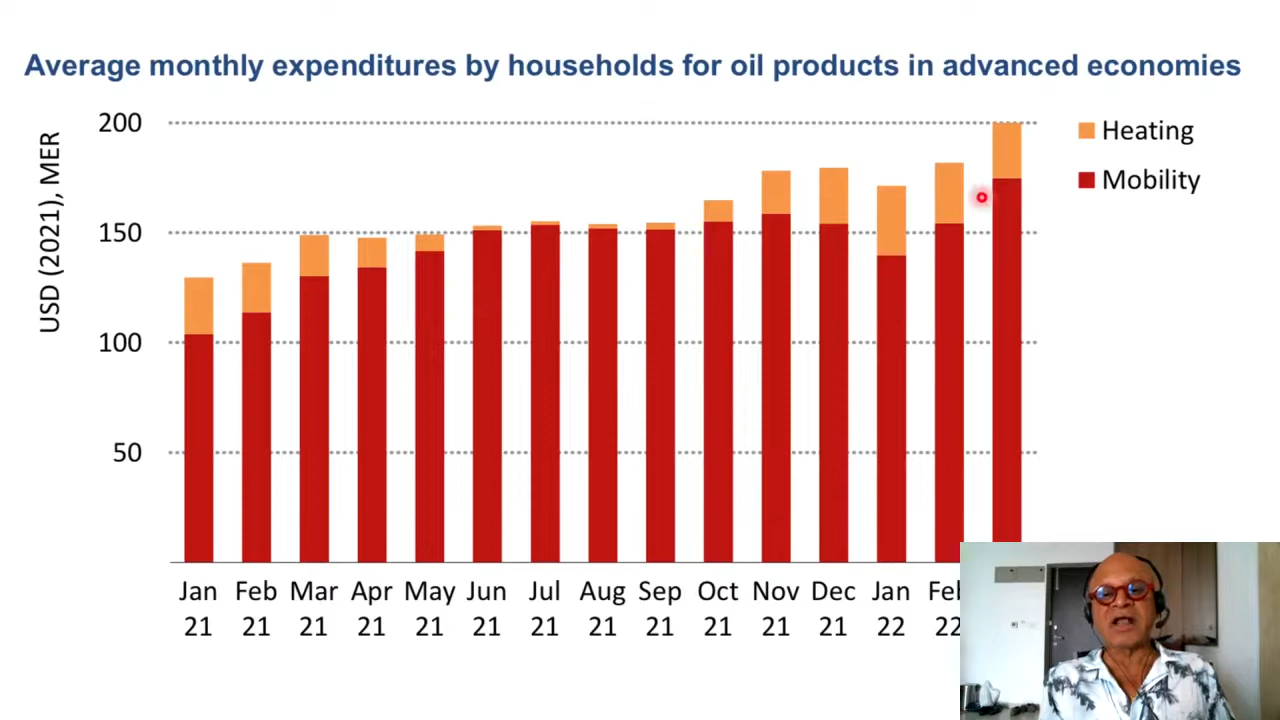 Average monthly expenditures by households for oil products in advanced economies
USD (2021), MER
200
150
100
50
Heating
Mobility
Jan Feb Mar Apr May Jun Jul Aug Sep Oct Nov Dec Jan Feb
21 21 21 21 21 21 21 21 21 21 21 21 22 22